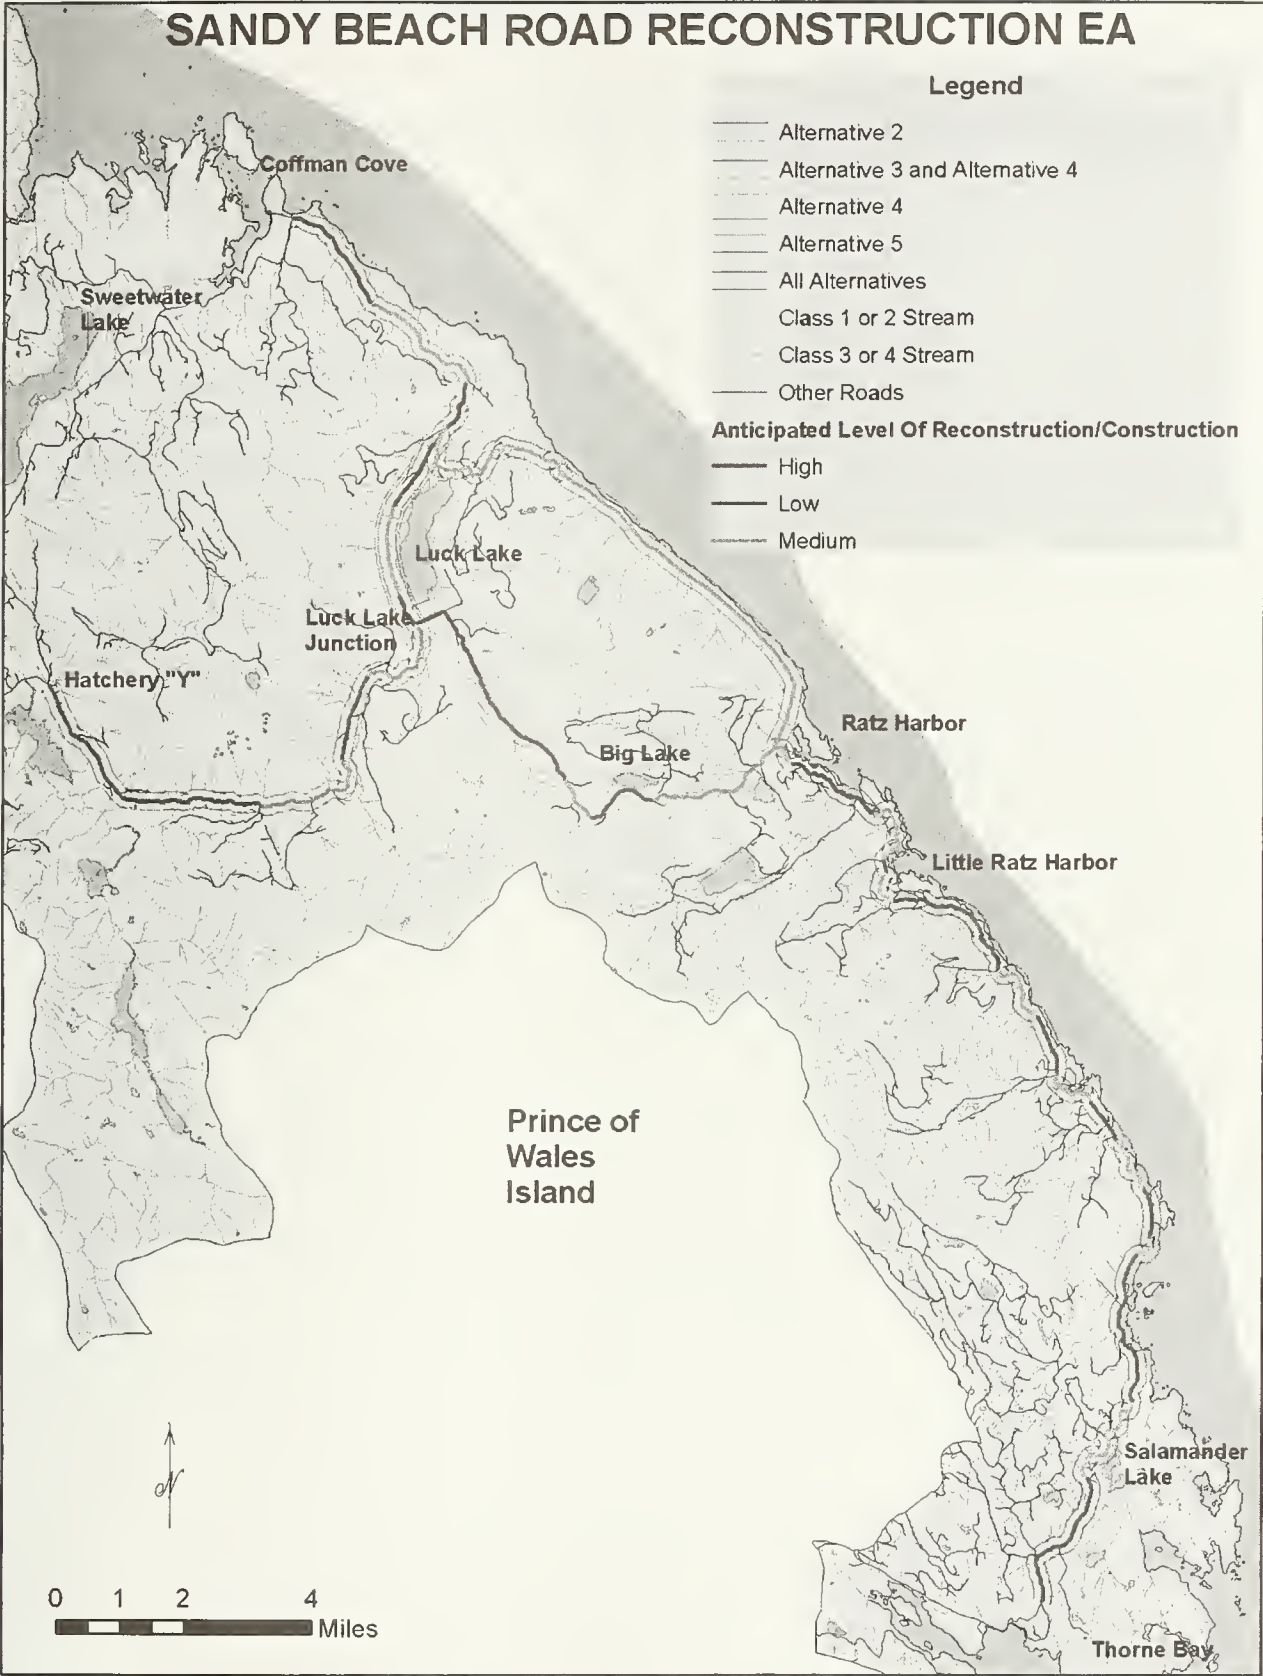 SANDY BEACH ROAD RECONSTRUCTION EA
Legend
Alternative 2
Alternative 3 and Alternative 4
Alternative 4
Alternative 5
All Alternatives
Class 1 or 2 Stream
Class 3 or 4 Stream
Other Roads
Anticipated Level Of Reconstruction/Construction
High
Low
Medium
Coffman Cove
Sweetwater
Lake
Luck Lake
Luck Lake
Junction
Hatchery "Y"
Ratz Harbor
Big Lake
Little Ratz Harbor
Prince of
Wales
Island
Salamander
Lake
N
0 1 2 4
Miles
Thorne Bay